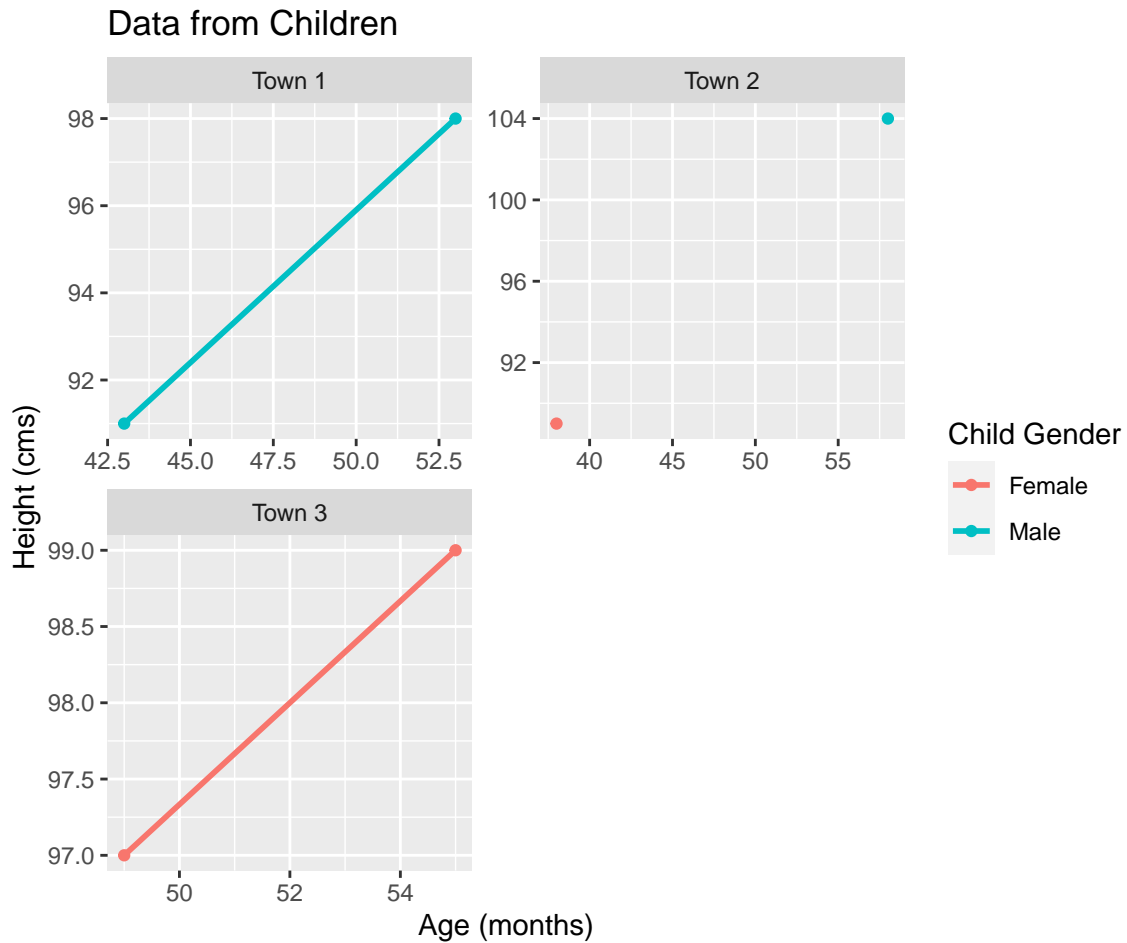 Data from Children
Town 1
Town 2
98
96
94
92
42.5 45.0 47.5 50.0 52.5
104
100
96
92
40 45 50 55
Town 3
99.0
98.5
98.0
97.5
97.0
50 52 54
Height (cms)
Age (months)
Child Gender
Female
Male